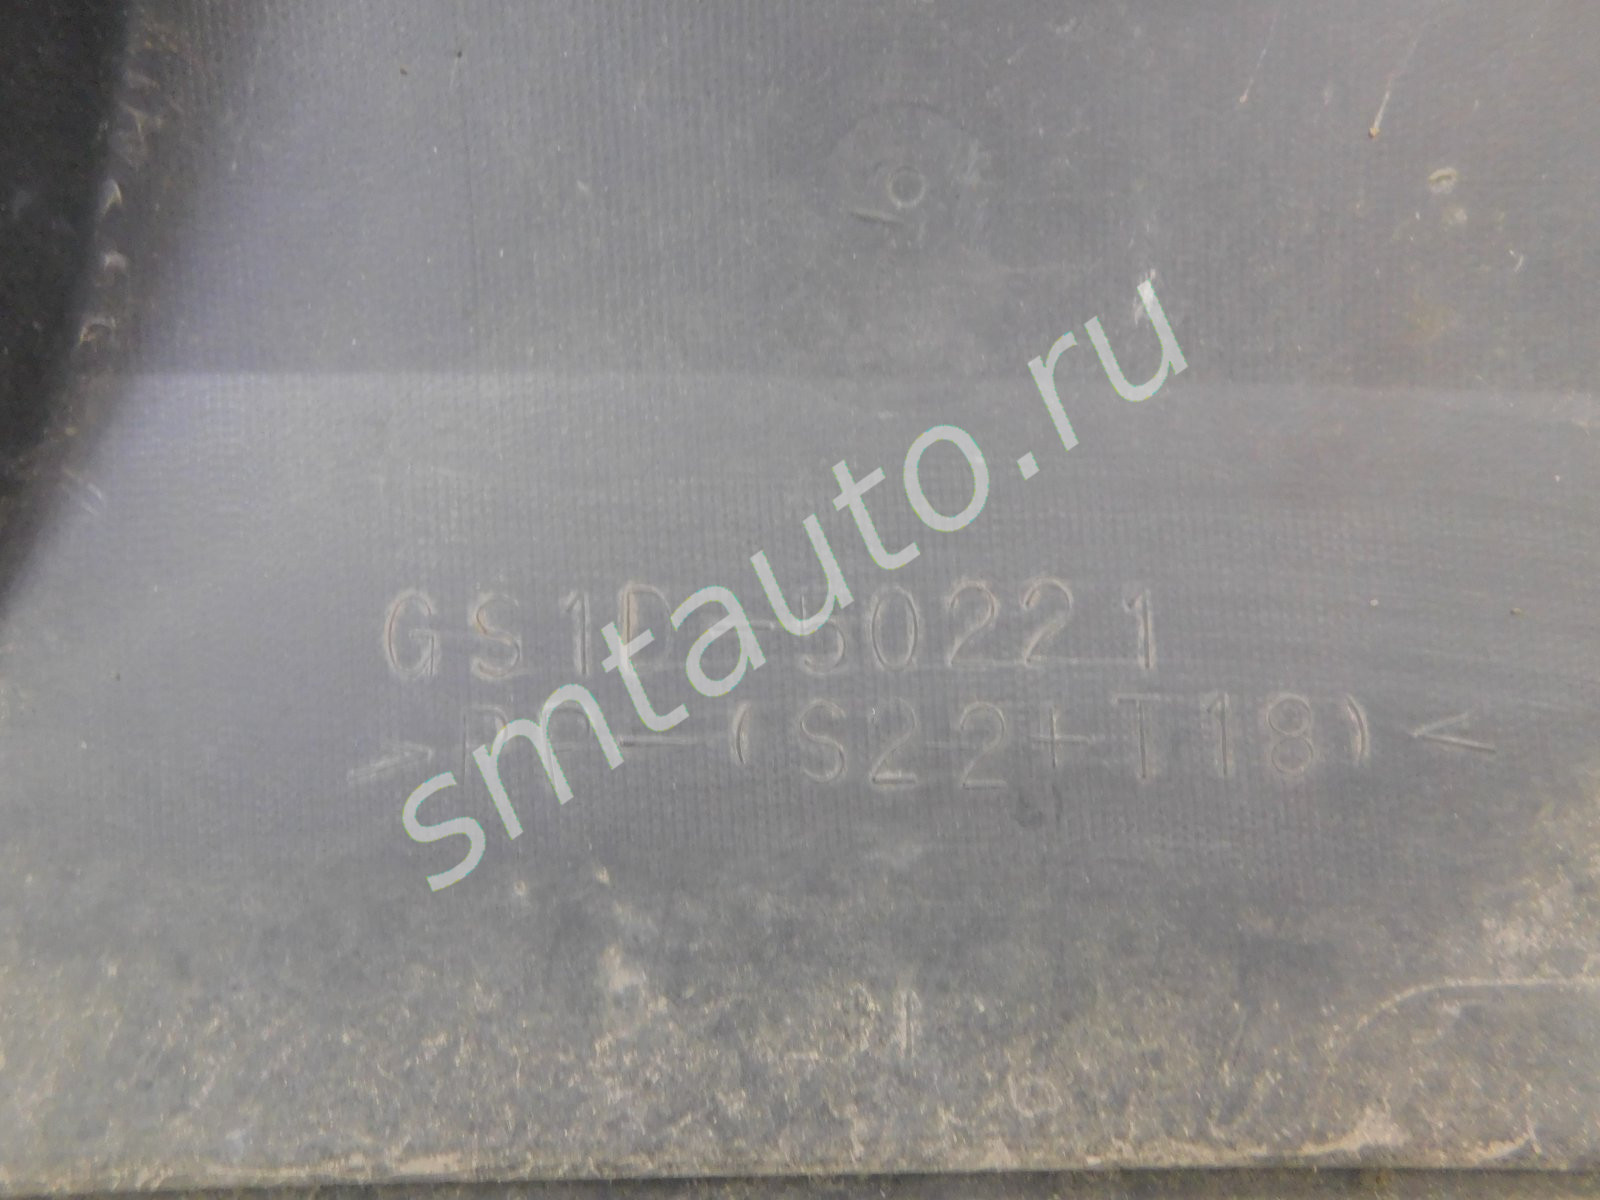 smtauto.ru
GS1D-50221
>P-(S22+T18)<